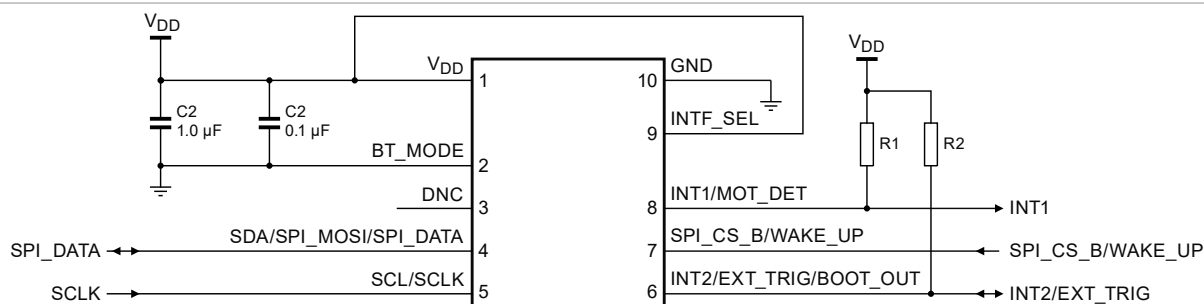 VDD
VDD
1
C2
1.0 µF
C2
0.1 µF
BT_MODE
2
DNC
3
SPI_DATA
SDA/SPI_MOSI/SPI_DATA
4
SCLK
SCL/SCLK
5
10
GND
9
INTF_SEL
VDD
R1
R2
8
INT1/MOT_DET
INT1
7
SPI_CS_B/WAKE_UP
SPI_CS_B/WAKE_UP
6
INT2/EXT_TRIG/BOOT_OUT
INT2/EXT_TRIG